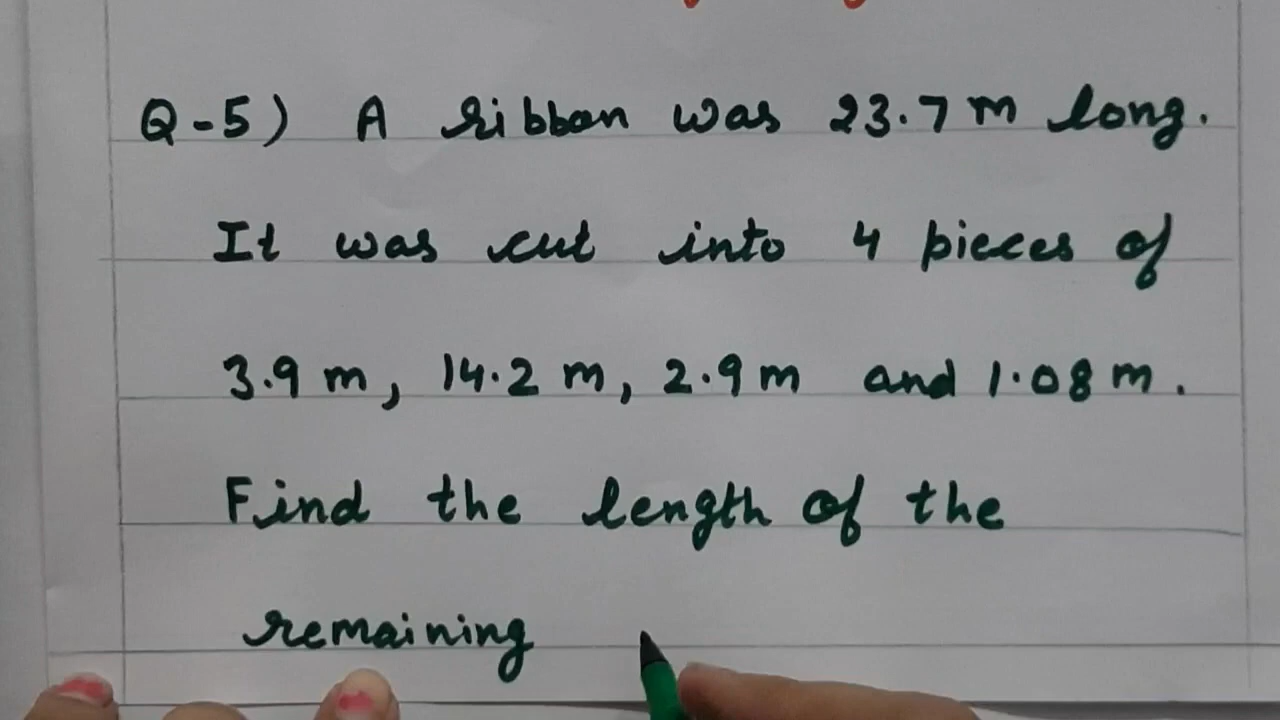 Q-5) A ribbon was 23.7 m long.
It was cut into 4 pieces of
3.9 m, 14.2 m, 2.9 m and 1.08 m.
Find the length of the
remaining